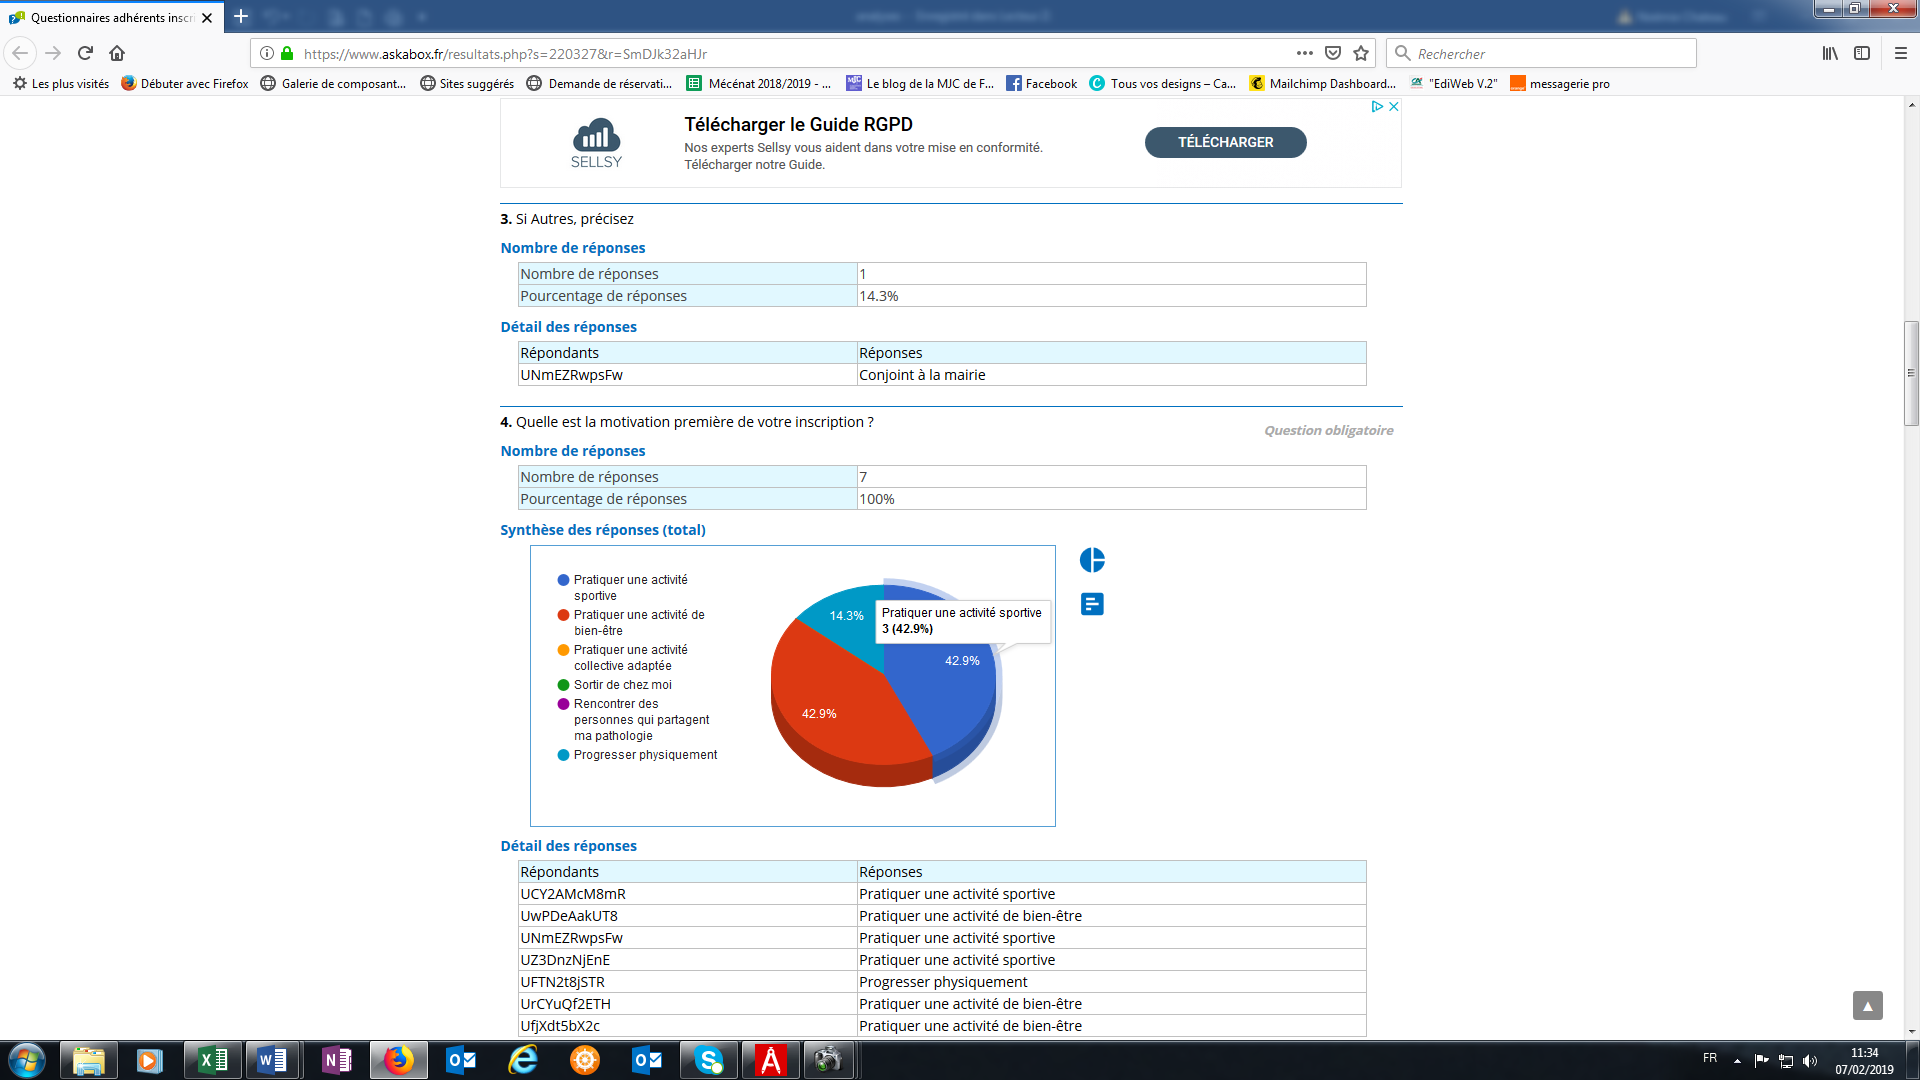 Questionnaires adhérents inscri
https://www.askabox.fr/resultats.php?s=220327&r=SmDJk32aHJr
Rechercher
Les plus visités
Débuter avec Firefox
Galerie de composant...
Sites suggérés
Demande de réservati...
Mécénat 2018/2019 - ...
Le blog de la MJC de F...
Facebook
Tous vos designs – Ca...
Mailchimp Dashboard...
"EdiWeb V.2"
messagerie pro
SELLSY
Télécharger le Guide RGPD
Nos experts Sellsy vous aident dans votre mise en conformité.
Télécharger notre Guide.
TÉLÉCHARGER
3. Si Autres, précisez
Nombre de réponses
Nombre de réponses 1
Pourcentage de réponses 14.3%
Détail des réponses
Répondants Réponses
UNmEZRwpsFw Conjoint à la mairie
4. Quelle est la motivation première de votre inscription ?
Question obligatoire
Nombre de réponses
Nombre de réponses 7
Pourcentage de réponses 100%
Synthèse des réponses (total)
Pratiquer une activité
sportive
Pratiquer une activité de
bien-être
Pratiquer une activité
collective adaptée
Sortir de chez moi
Rencontrer des
personnes qui partagent
ma pathologie
Progresser physiquement
14.3%
Pratiquer une activité sportive
3 (42.9%)
42.9%
42.9%
Détail des réponses
Répondants Réponses
UCY2AMcM8mR Pratiquer une activité sportive
UwPDeAakUT8 Pratiquer une activité de bien-être
UNmEZRwpsFw Pratiquer une activité sportive
UZ3DnzNjEnE Pratiquer une activité sportive
UFTN2t8jSTR Progresser physiquement
UrCYuQf2ETH Pratiquer une activité de bien-être
UfjXdt5bX2c Pratiquer une activité de bien-être
FR
11:34
07/02/2019